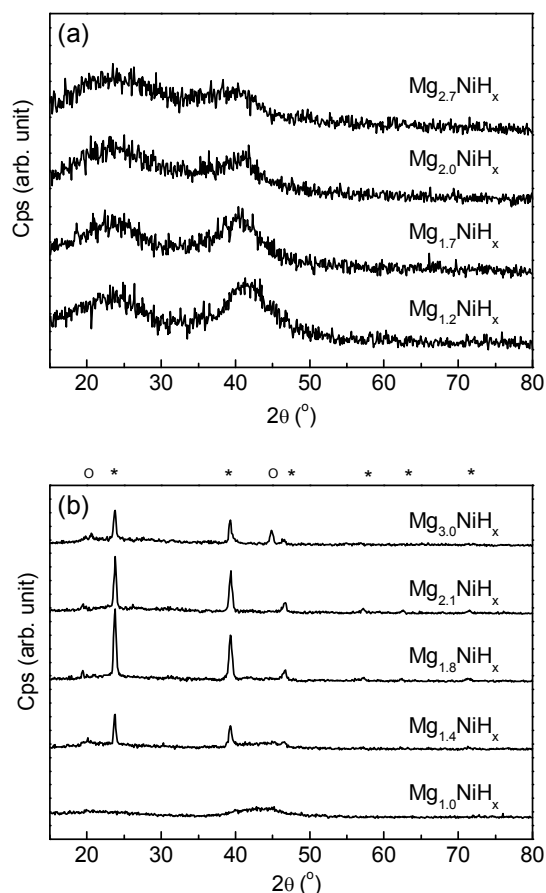 (a)
Mg₂.₇NiHₓ
Mg₂.₀NiHₓ
Mg₁.₇NiHₓ
Mg₁.₂NiHₓ
Cps (arb. unit)
20 30 40 50 60 70 80
2θ (°)
o * * o * * * *
(b)
Mg₃.₀NiHₓ
Mg₂.₁NiHₓ
Mg₁.₈NiHₓ
Mg₁.₄NiHₓ
Mg₁.₀NiHₓ
Cps (arb. unit)
20 30 40 50 60 70 80
2θ (°)